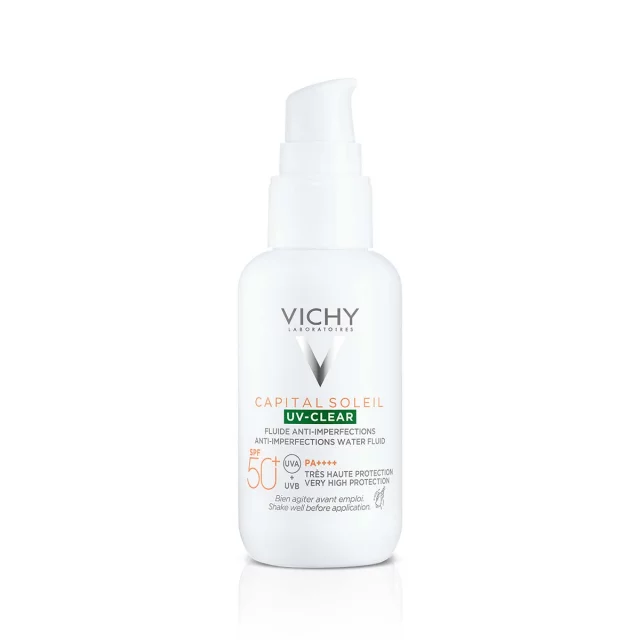 VICHY
LABORATOIRES
CAPITAL SOLEIL
UV-CLEAR
FLUIDE ANTI-IMPERFECTIONS
ANTI-IMPERFECTIONS WATER FLUID
SPF 50+ UVA + UVB
PA++++
TRÈS HAUTE PROTECTION
VERY HIGH PROTECTION
Bien agiter avant emploi.
Shake well before application.